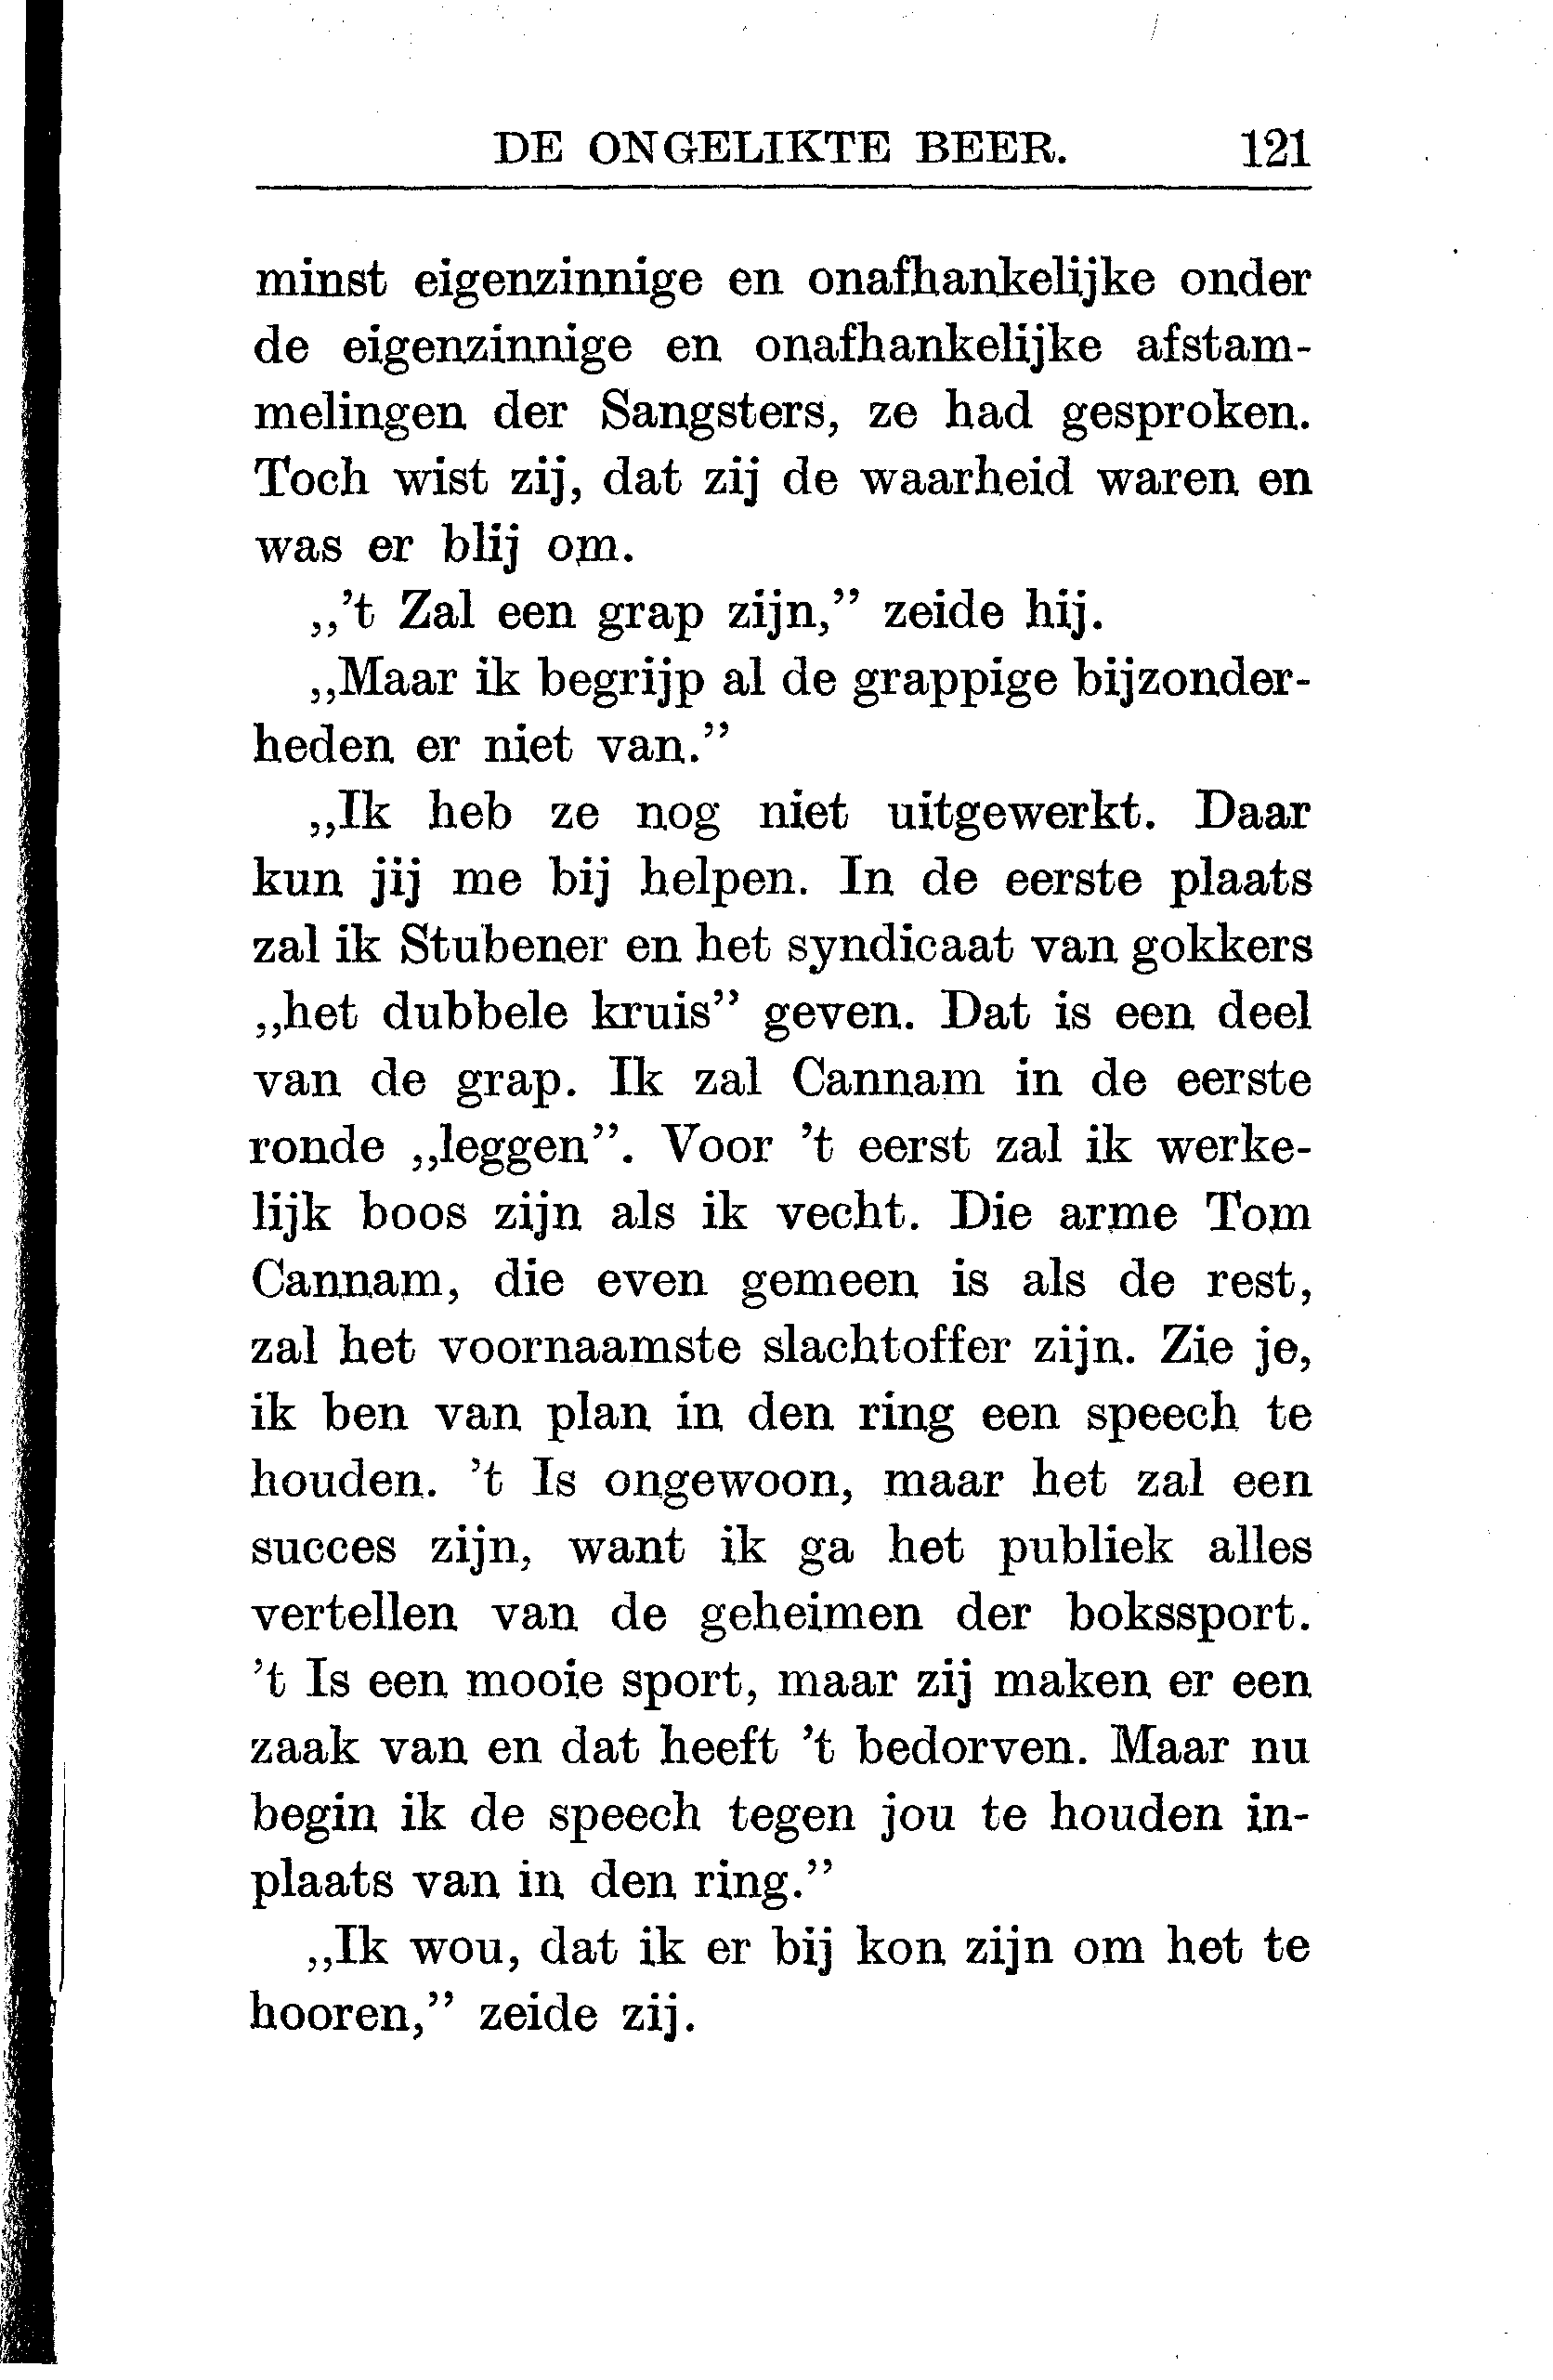 DE ONGELIKTE BEER. 121
minst eigenzinnige en onafhankelijke onder
de eigenzinnige en onafhankelijke afstam-
melingen der Sangsters, ze had gesproken.
Toch wist zij, dat zij de waarheid waren en
was er blij om.
„'t Zal een grap zijn,” zeide hij.
„Maar ik begrijp al de grappige bijzonder-
heden er niet van.”
„Ik heb ze nog niet uitgewerkt. Daar
kun jij me bij helpen. In de eerste plaats
zal ik Stubener en het syndicaat van gokkers
„het dubbele kruis” geven. Dat is een deel
van de grap. Ik zal Cannam in de eerste
ronde „leggen”. Voor 't eerst zal ik werke-
lijk boos zijn als ik vecht. Die arme Tom
Cannam, die even gemeen is als de rest,
zal het voornaamste slachtoffer zijn. Zie je,
ik ben van plan in den ring een speech te
houden. 't Is ongewoon, maar het zal een
succes zijn, want ik ga het publiek alles
vertellen van de geheimen der bokssport.
't Is een mooie sport, maar zij maken er een
zaak van en dat heeft 't bedorven. Maar nu
begin ik de speech tegen jou te houden in-
plaats van in den ring.”
„Ik wou, dat ik er bij kon zijn om het te
hooren,” zeide zij.